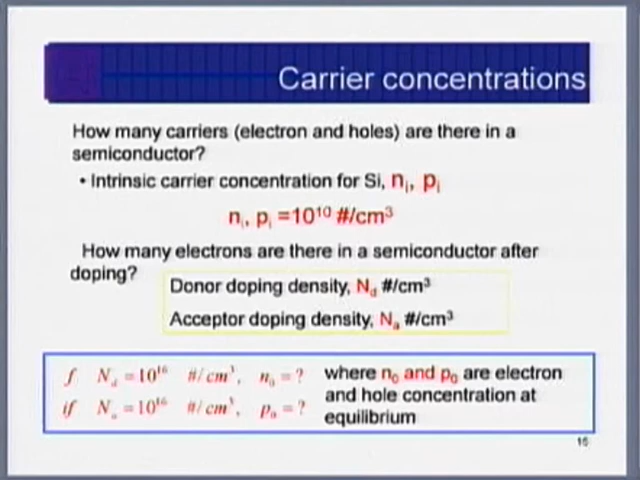 Carrier concentrations
How many carriers (electron and holes) are there in a
semiconductor?
• Intrinsic carrier concentration for Si, nᵢ, pᵢ
nᵢ, pᵢ =10¹⁰ #/cm³
How many electrons are there in a semiconductor after
doping?
Donor doping density, N_d #/cm³
Acceptor doping density, Nₐ #/cm³
f N_d = 10¹⁶ #/cm³, n₀ = ?
if Nₐ = 10¹⁶ #/cm³, p₀ = ?
where n₀ and p₀ are electron
and hole concentration at
equilibrium
16